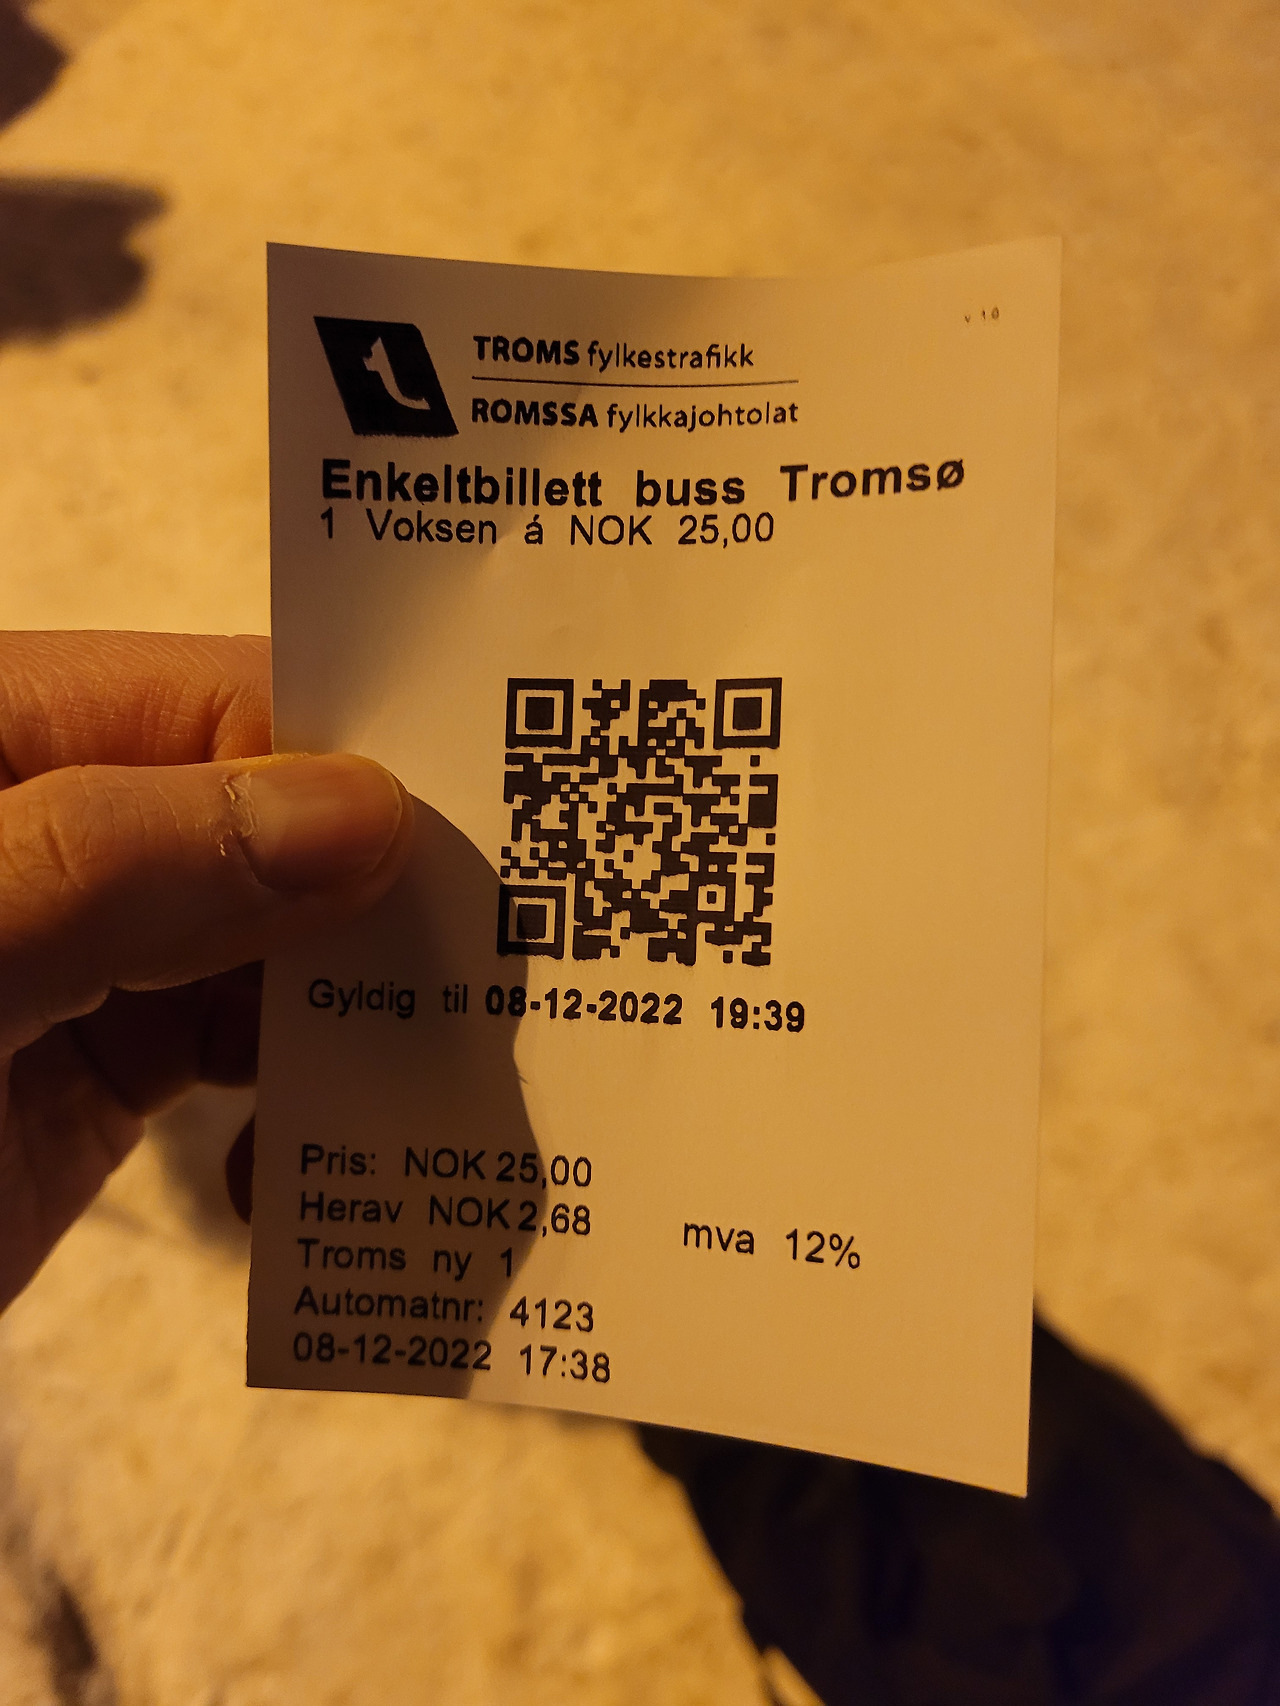 v 1.0
TROMS fylkestrafikk
ROMSSA fylkkajohtolat
Enkeltbillett buss Tromsø
1 Voksen á NOK 25,00
Gyldig til 08-12-2022 19:39
Pris: NOK 25,00
Herav NOK 2,68 mva 12%
Troms ny 1
Automatnr: 4123
08-12-2022 17:38